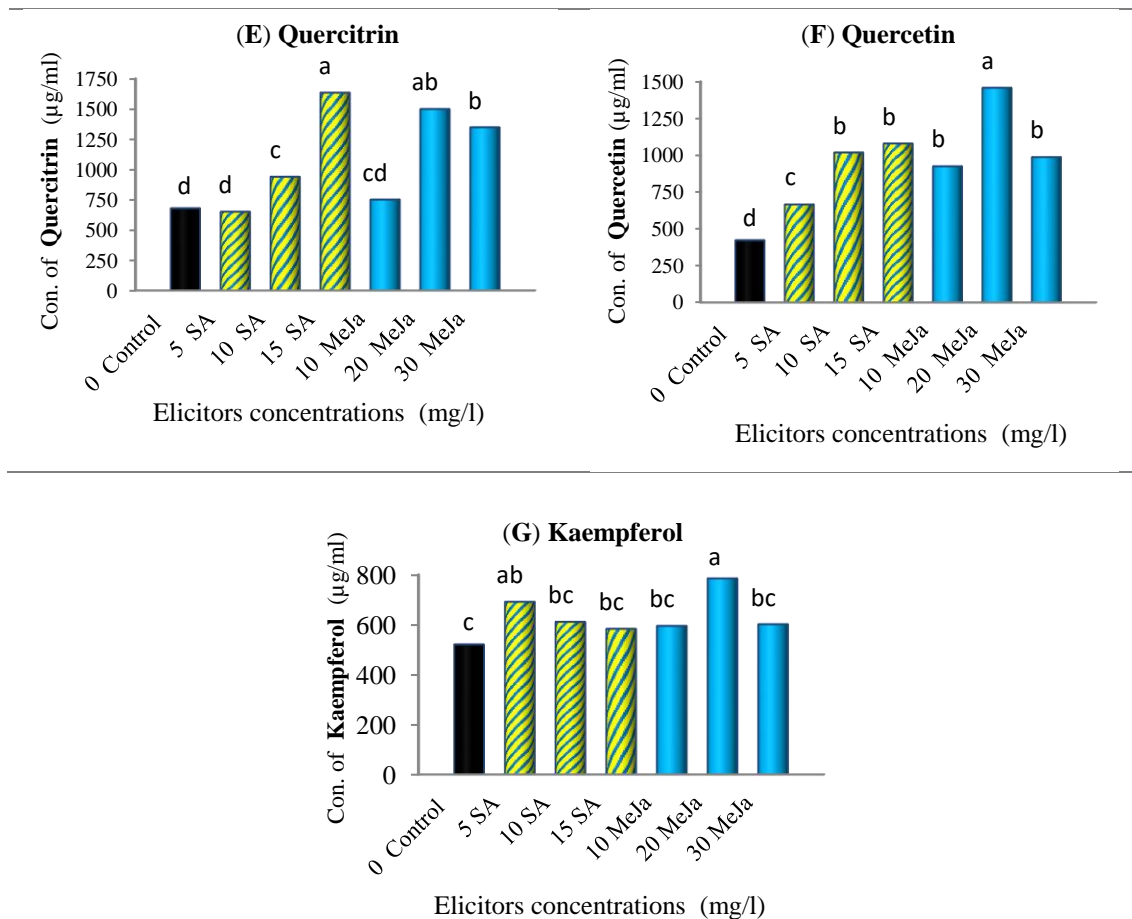 (E) Quercitrin
Con. of Quercitrin (µg/ml)
1750
1500
1250
1000
750
500
250
0
d
d
c
a
cd
ab
b
0 Control
5 SA
10 SA
15 SA
10 MeJa
20 MeJa
30 MeJa
Elicitors concentrations (mg/l)
(F) Quercetin
Con. of Quercetin (µg/ml)
1500
1250
1000
750
500
250
0
d
c
b
b
b
a
b
0 Control
5 SA
10 SA
15 SA
10 MeJa
20 MeJa
30 MeJa
Elicitors concentrations (mg/l)
(G) Kaempferol
Con. of Kaempferol (µg/ml)
800
600
400
200
0
c
ab
bc
bc
bc
a
bc
0 Control
5 SA
10 SA
15 SA
10 MeJa
20 MeJa
30 MeJa
Elicitors concentrations (mg/l)